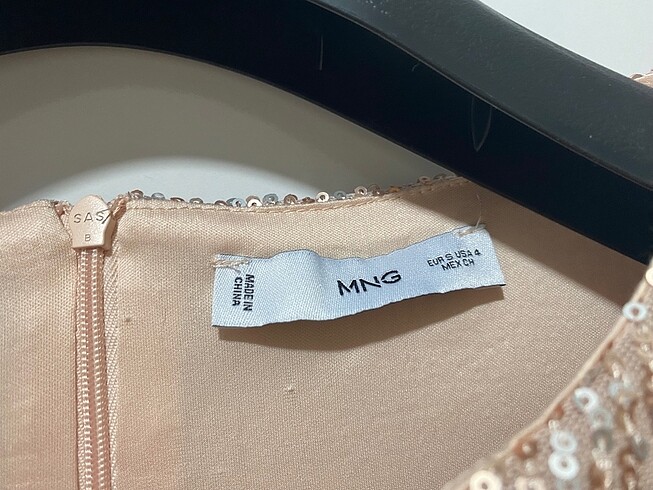 SAS
B
MADE IN
CHINA
MNG
EUR S USA 4
MEX CH